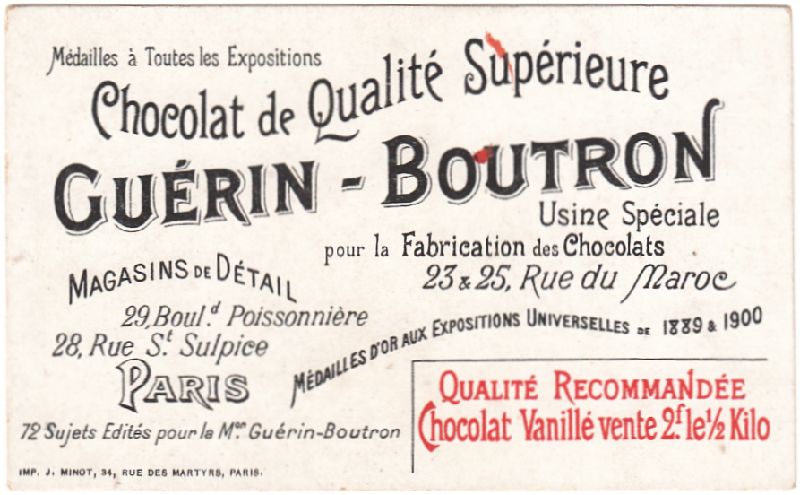 Médailles à Toutes les Expositions
Chocolat de Qualité Supérieure
GUÉRIN - BOUTRON
Usine Spéciale
pour la Fabrication des Chocolats
23 & 25, Rue du Maroc
MAGASINS DE DÉTAIL
29, Boul.d Poissonnière
28, Rue St. Sulpice
PARIS
MÉDAILLES D'OR AUX EXPOSITIONS UNIVERSELLES DE 1889 & 1900
72 Sujets Edités pour la Mon Guérin-Boutron
QUALITÉ RECOMMANDÉE
Chocolat Vanillé vente 2f le ½ Kilo
IMP. J. MINOT, 34, RUE DES MARTYRS, PARIS.